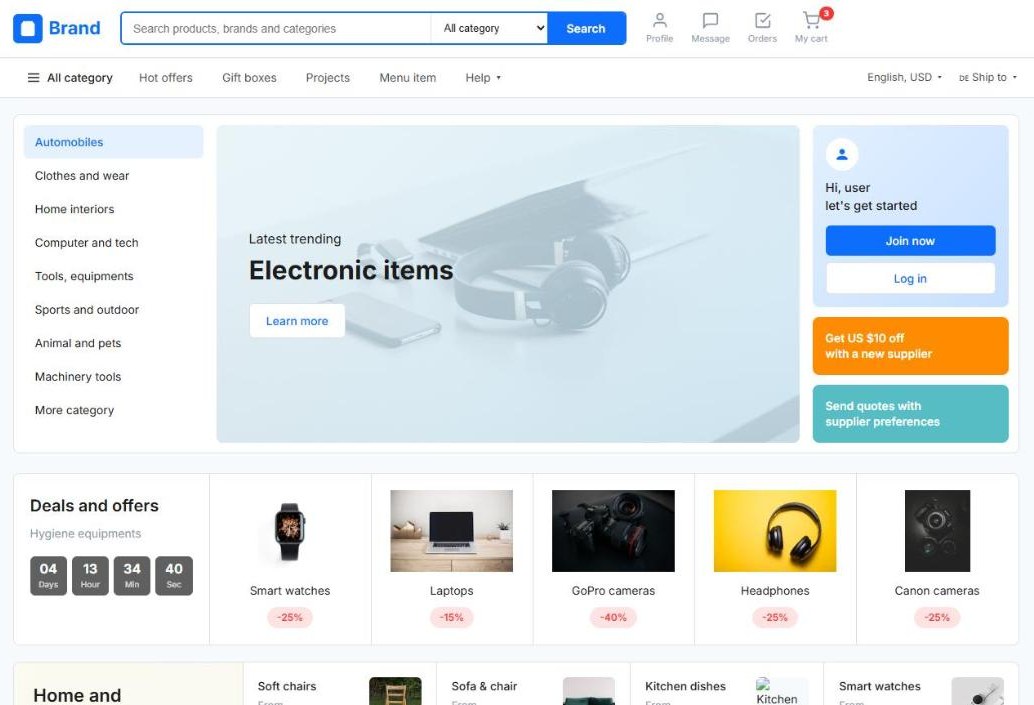 Brand
Search products, brands and categories
All category
Search
Profile
Message
Orders
3
My cart
All category
Hot offers
Gift boxes
Projects
Menu item
Help
English, USD
DE Ship to
Automobiles
Clothes and wear
Home interiors
Computer and tech
Tools, equipments
Sports and outdoor
Animal and pets
Machinery tools
More category
Latest trending
Electronic items
Learn more
Hi, user
let's get started
Join now
Log in
Get US $10 off
with a new supplier
Send quotes with
supplier preferences
Deals and offers
Hygiene equipments
04
Days
13
Hour
34
Min
40
Sec
Smart watches
-25%
Laptops
-15%
GoPro cameras
-40%
Headphones
-25%
Canon cameras
-25%
Home and
Soft chairs
From
Sofa & chair
From
Kitchen dishes
From
Kitchen
Smart watches
From